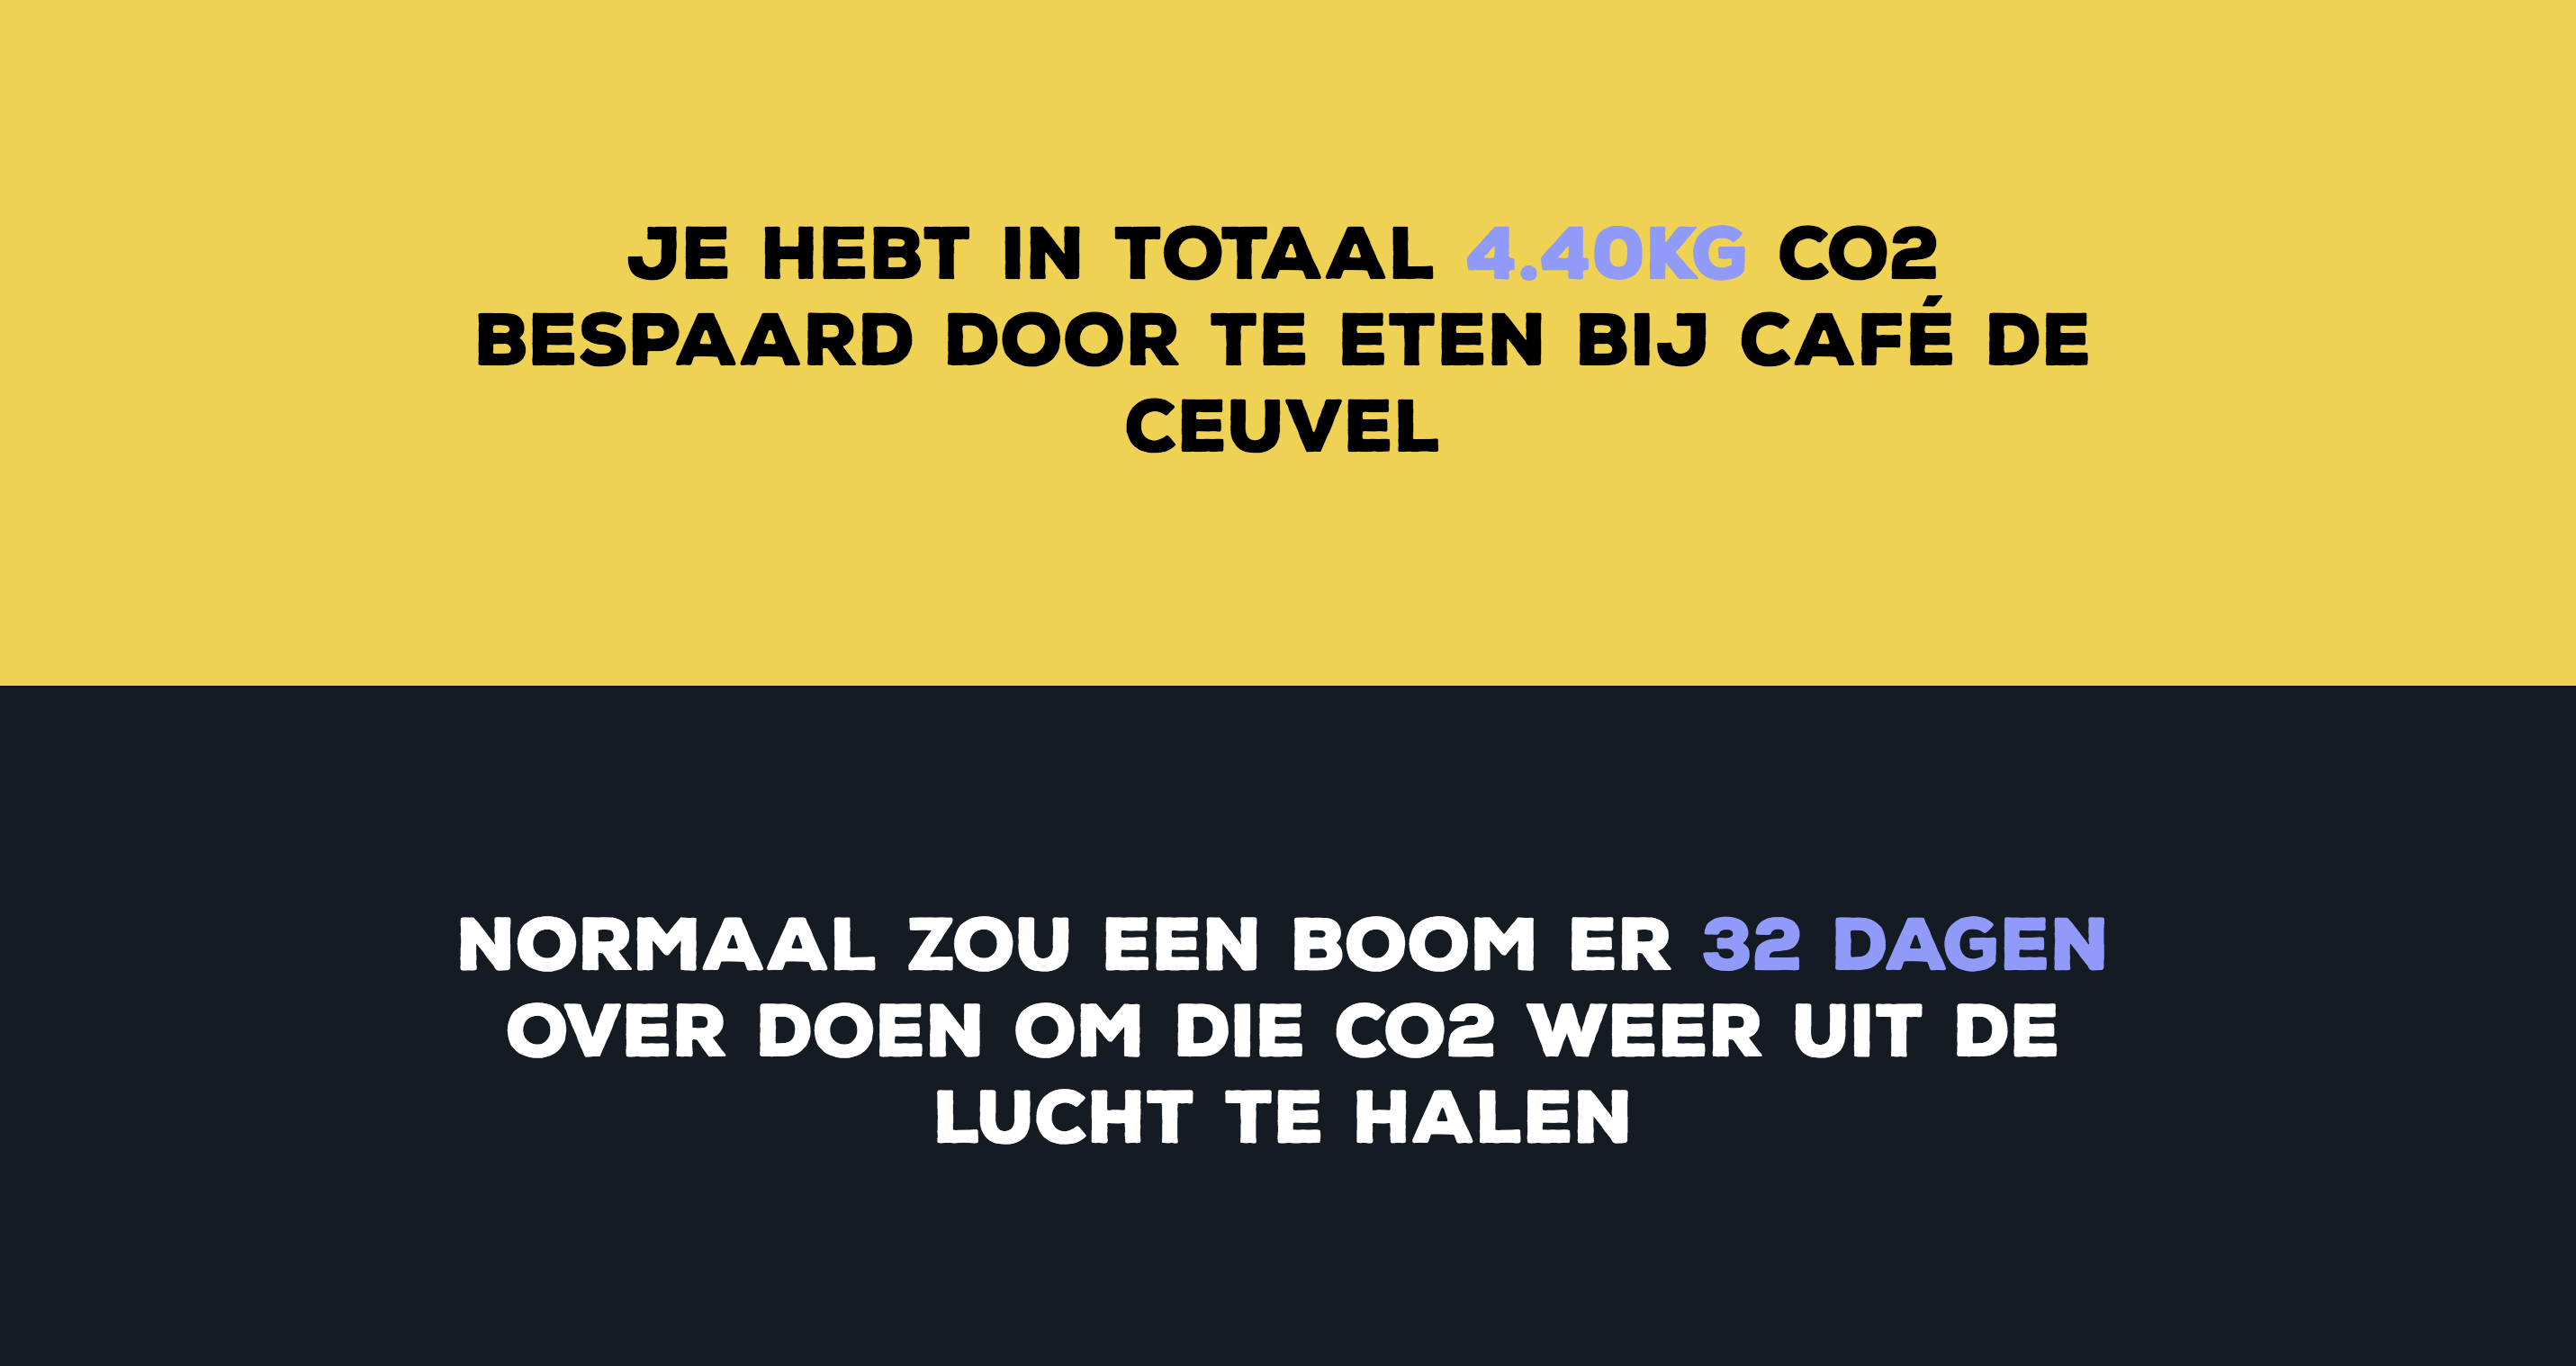 JE HEBT IN TOTAAL 4.40KG CO2
BESPAARD DOOR TE ETEN BIJ CAFÉ DE
CEUVEL
NORMAAL ZOU EEN BOOM ER 32 DAGEN
OVER DOEN OM DIE CO2 WEER UIT DE
LUCHT TE HALEN